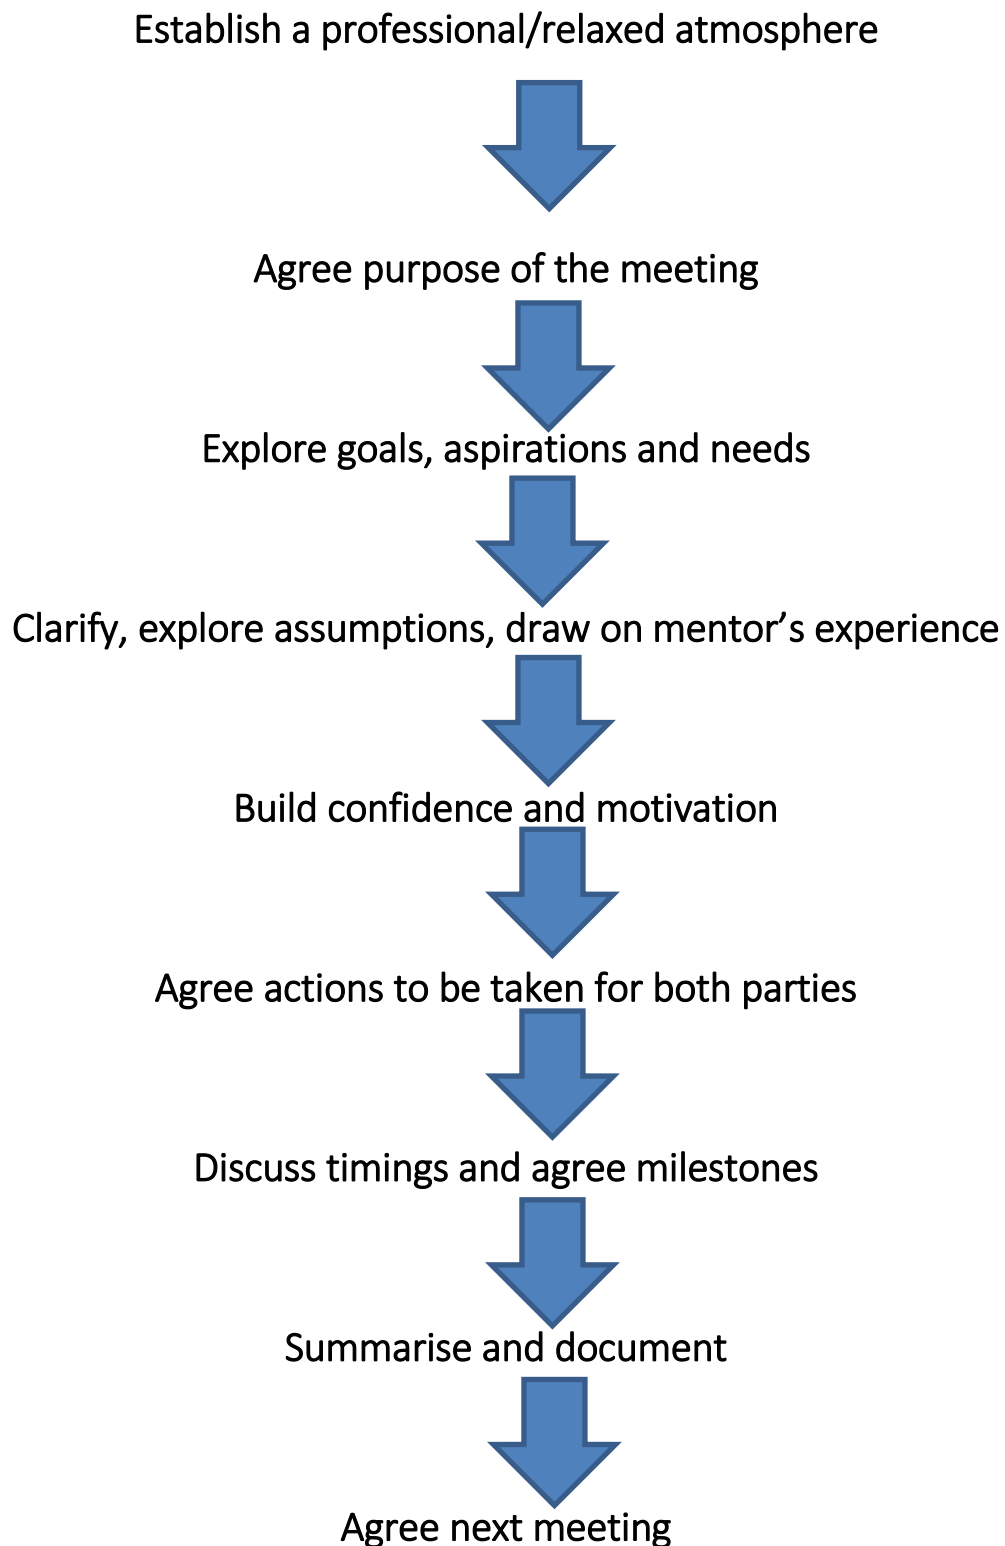 Establish a professional/relaxed atmosphere
Agree purpose of the meeting
Explore goals, aspirations and needs
Clarify, explore assumptions, draw on mentor’s experience
Build confidence and motivation
Agree actions to be taken for both parties
Discuss timings and agree milestones
Summarise and document
Agree next meeting